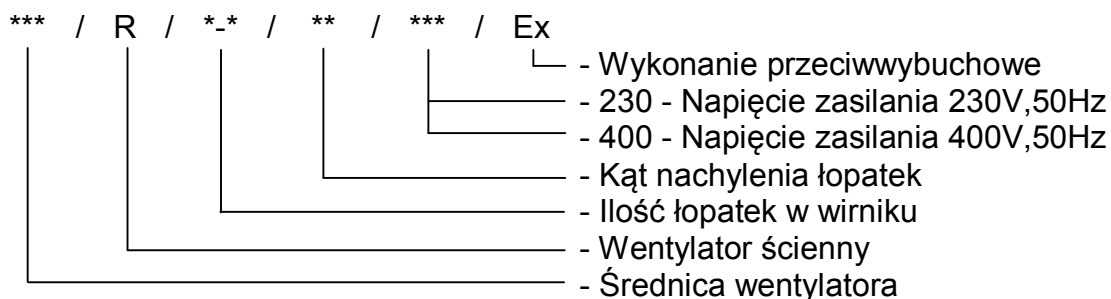 *** / R / *-* / ** / *** / Ex
- Wykonanie przeciwwybuchowe
- 230 - Napięcie zasilania 230V,50Hz
- 400 - Napięcie zasilania 400V,50Hz
- Kąt nachylenia łopatek
- Ilość łopatek w wirniku
- Wentylator ścienny
- Średnica wentylatora